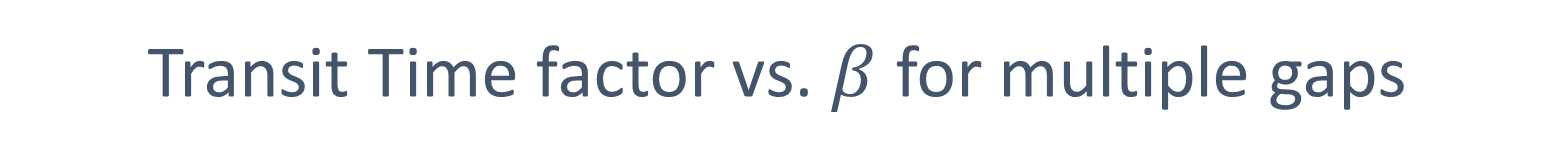 Transit Time factor vs. β for multiple gaps